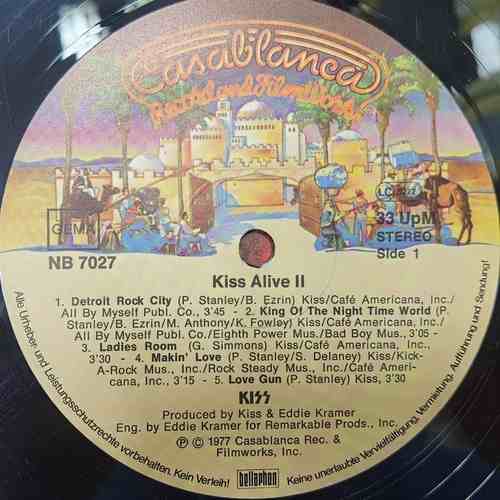 Casablanca
Record and FilmWorks
GEMA
NB 7027
33 UpM
STEREO
Side 1
Kiss Alive II
1. Detroit Rock City (P. Stanley/B. Ezrin) Kiss/Café Americana, Inc./
All By Myself Publ. Co., 3'45 - 2. King Of The Night Time World (P.
Stanley/B. Ezrin/M. Anthony/K. Fowley) Kiss/Café Americana, Inc./
All By Myself Publ. Co./Eighth Power Mus./Bad Boy Mus., 3'05 -
3. Ladies Room (G. Simmons) Kiss/Café Americana, Inc.,
3'30 - 4. Makin' Love (P. Stanley/S. Delaney) Kiss/Kick-
A-Rock Mus., Inc./Rock Steady Mus., Inc./Café Ameri-
cana, Inc., 3'15 - 5. Love Gun (P. Stanley) Kiss, 3'30
KISS
Produced by Kiss & Eddie Kramer
Eng. by Eddie Kramer for Remarkable Prods., Inc.
Ⓟ © 1977 Casablanca Rec. &
Filmworks, Inc.
bellaphon
Alle Urheber- und Leistungsschutzrechte vorbehalten. Kein Verleih! Keine unerlaubte Vervielfältigung, Vermietung, Aufführung und Sendung!